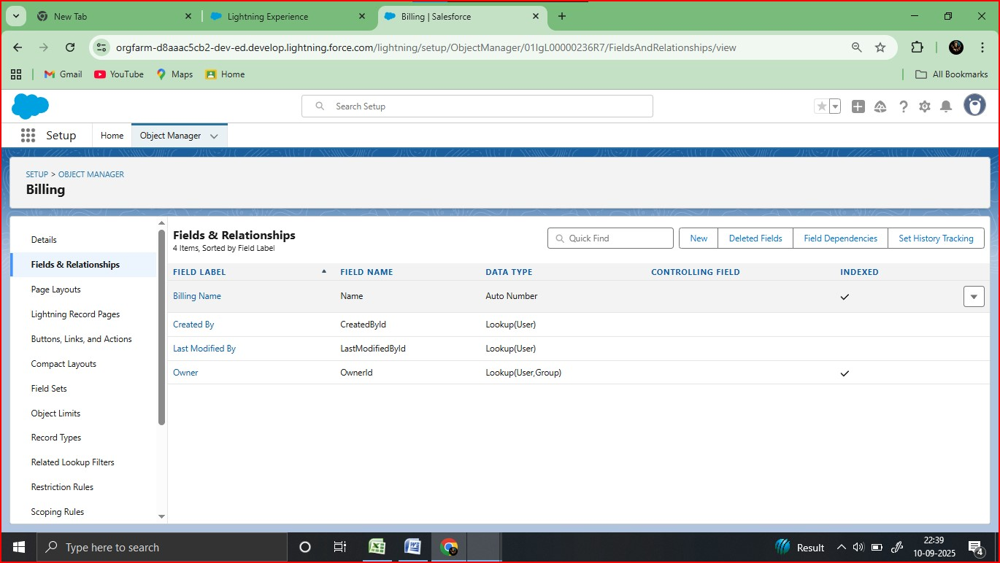 New Tab
Lightning Experience
Billing | Salesforce
orgfarm-d8aaac5cb2-dev-ed.develop.lightning.force.com/lightning/setup/ObjectManager/01IgL00000236R7/FieldsAndRelationships/view
Gmail YouTube Maps Home All Bookmarks
Search Setup
Setup Home Object Manager
SETUP > OBJECT MANAGER
Billing
Details
Fields & Relationships
Page Layouts
Lightning Record Pages
Buttons, Links, and Actions
Compact Layouts
Field Sets
Object Limits
Record Types
Related Lookup Filters
Restriction Rules
Scoping Rules
Fields & Relationships
4 Items, Sorted by Field Label
Quick Find New Deleted Fields Field Dependencies Set History Tracking
FIELD LABEL FIELD NAME DATA TYPE CONTROLLING FIELD INDEXED
Billing Name Name Auto Number
Created By CreatedById Lookup(User)
Last Modified By LastModifiedById Lookup(User)
Owner OwnerId Lookup(User,Group)
Type here to search
Result
22:39
10-09-2025
4